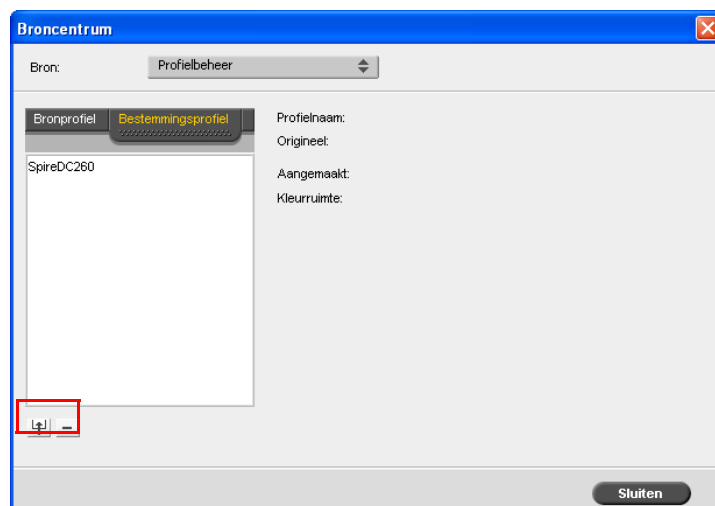 Broncentrum
Bron: Profielbeheer
Bronprofiel Bestemmingsprofiel
SpireDC260
Profielnaam:
Origineel:
Aangemaakt:
Kleurruimte:
Sluiten